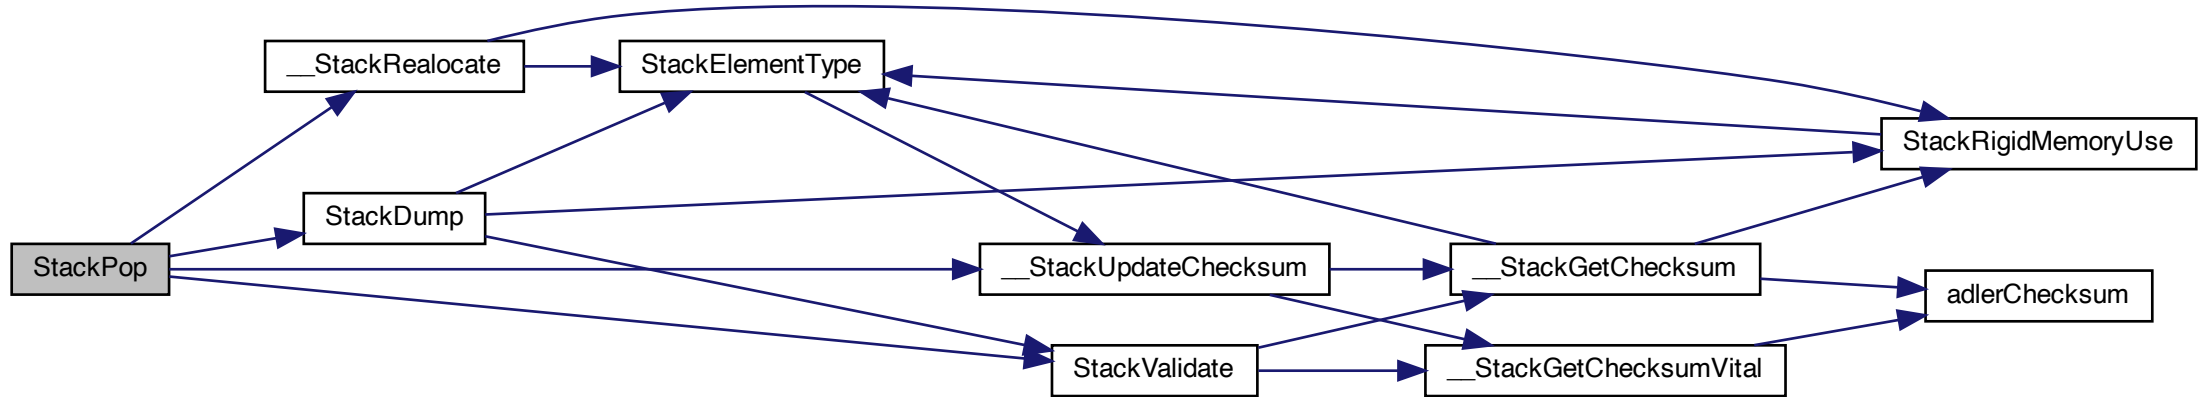 __StackRealocate
StackElementType
StackRigidMemoryUse
StackDump
StackPop
__StackUpdateChecksum
__StackGetChecksum
adlerChecksum
StackValidate
__StackGetChecksumVital